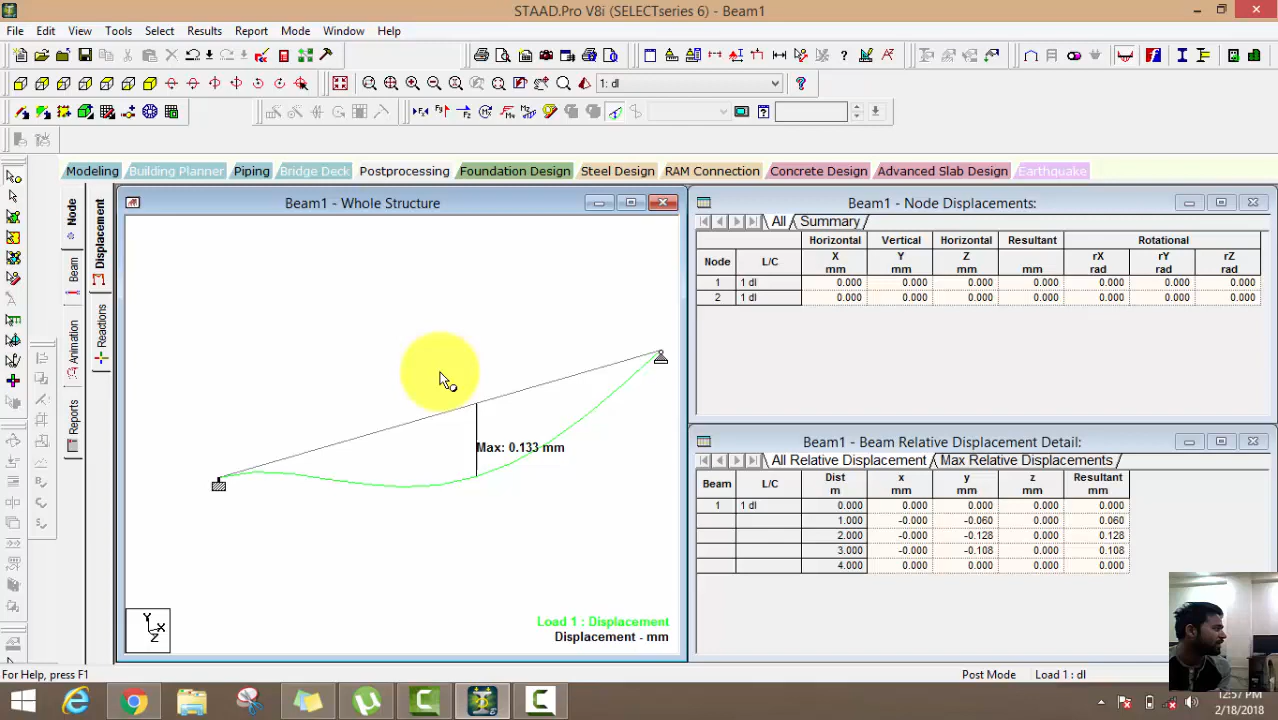 STAAD.Pro V8i (SELECTseries 6) - Beam1
File Edit View Tools Select Results Report Mode Window Help
1: dl
Modeling Building Planner Piping Bridge Deck Postprocessing Foundation Design Steel Design RAM Connection Concrete Design Advanced Slab Design Earthquake
Node
Beam
Animation
Reports
Displacement
Reactions
Beam1 - Whole Structure
Max: 0.133 mm
Load 1 : Displacement
Displacement - mm
Y
X
Z
Beam1 - Node Displacements:
All Summary
Horizontal Vertical Horizontal Resultant Rotational
Node L/C X mm Y mm Z mm mm rX rad rY rad rZ rad
1 1 dl 0.000 0.000 0.000 0.000 0.000 0.000 0.000
2 1 dl 0.000 0.000 0.000 0.000 0.000 0.000 0.000
Beam1 - Beam Relative Displacement Detail:
All Relative Displacement Max Relative Displacements
Beam L/C Dist m x mm y mm z mm Resultant mm
1 1 dl 0.000 0.000 0.000 0.000 0.000
1.000 -0.000 -0.060 0.000 0.060
2.000 -0.000 -0.128 0.000 0.128
3.000 -0.000 -0.108 0.000 0.108
4.000 0.000 0.000 0.000 0.000
For Help, press F1
Post Mode Load 1 : dl
12:57 PM
2/18/2018